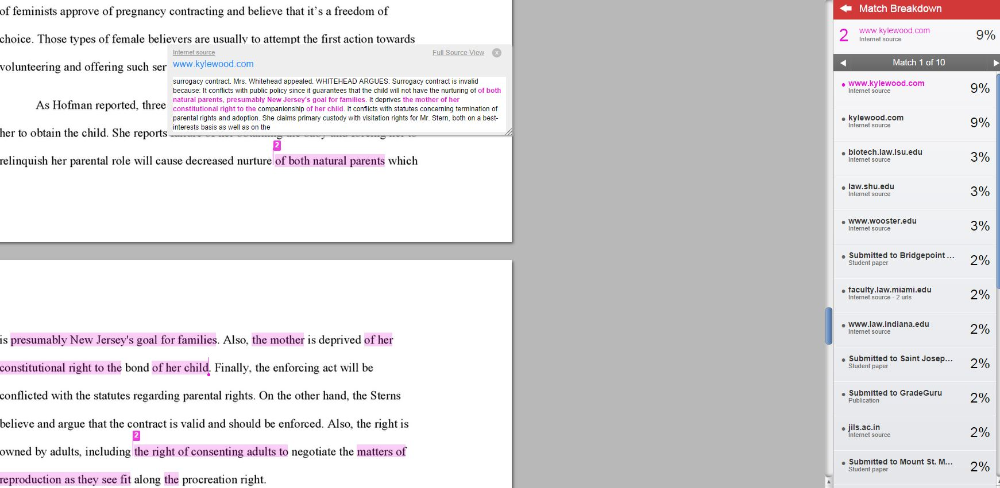 of feminists approve of pregnancy contracting and believe that it's a freedom of
choice. Those types of female believers are usually to attempt the first action towards
volunteering and offering such ser
As Hofman reported, three
her to obtain the child. She reports
relinquish her parental role will cause decreased nurture of both natural parents which
Internet source
Full Source View
x
www.kylewood.com
surrogacy contract. Mrs. Whitehead appealed. WHITEHEAD ARGUES: Surrogacy contract is invalid
because: It conflicts with public policy since it guarantees that the child will not have the nurturing of of both
natural parents, presumably New Jersey's goal for families. It deprives the mother of her
constitutional right to the companionship of her child. It conflicts with statutes concerning termination of
parental rights and adoption. She claims primary custody with visitation rights for Mr. Stern, both on a best-
interests basis as well as on the
2
is presumably New Jersey's goal for families. Also, the mother is deprived of her
constitutional right to the bond of her child. Finally, the enforcing act will be
conflicted with the statutes regarding parental rights. On the other hand, the Sterns
believe and argue that the contract is valid and should be enforced. Also, the right is
2
owned by adults, including the right of consenting adults to negotiate the matters of
reproduction as they see fit along the procreation right.
Match Breakdown
2 www.kylewood.com 9%
Internet source
Match 1 of 10
www.kylewood.com 9%
Internet source
kylewood.com 9%
Internet source
biotech.law.lsu.edu 3%
Internet source
law.shu.edu 3%
Internet source
www.wooster.edu 3%
Internet source
Submitted to Bridgepoint ... 2%
Student paper
faculty.law.miami.edu 2%
Internet source - 2 urls
www.law.indiana.edu 2%
Internet source
Submitted to Saint Josep... 2%
Student paper
Submitted to GradeGuru 2%
Publication
jils.ac.in 2%
Internet source
Submitted to Mount St. M... 2%
Student paper